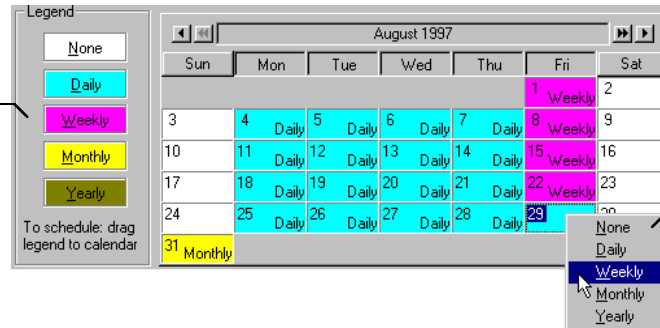 Legend
None
Daily
Weekly
Monthly
Yearly
To schedule: drag
legend to calendar
August 1997
Sun Mon Tue Wed Thu Fri Sat
1 Weekly 2
3 4 Daily 5 Daily 6 Daily 7 Daily 8 Weekly 9
10 11 Daily 12 Daily 13 Daily 14 Daily 15 Weekly 16
17 18 Daily 19 Daily 20 Daily 21 Daily 22 Weekly 23
24 25 Daily 26 Daily 27 Daily 28 Daily 29
31 Monthly
None
Daily
Weekly
Monthly
Yearly